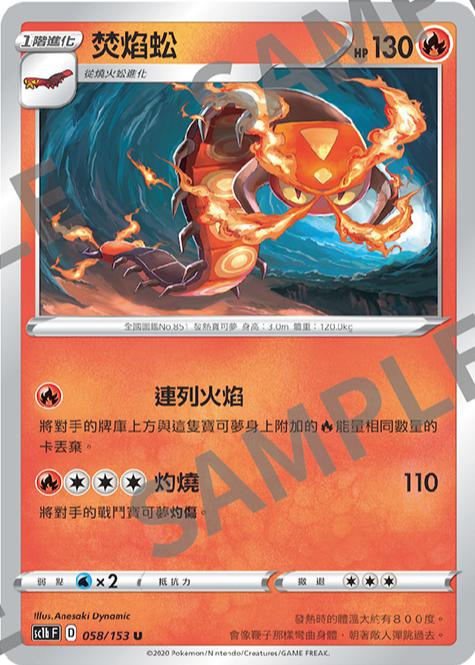 1階進化
焚焰蚣
HP130
從燒火蚣進化
全國圖鑑No.851 發熱寶可夢 身高：3.0m 體重：120.0kg
連列火焰
將對手的牌庫上方與這隻寶可夢身上附加的能量相同數量的
卡丟棄。
灼燒 110
將對手的戰鬥寶可夢灼傷。
弱點 ×2 抵抗力 撤退
Illus.Anesaki Dynamic
sc1b F D 058/153 U
發熱時的體溫大約有８００度。
會像鞭子那樣彎曲身體，朝著敵人彈跳過去。
©2020 Pokémon/Nintendo/Creatures/GAME FREAK.
SAMPLE